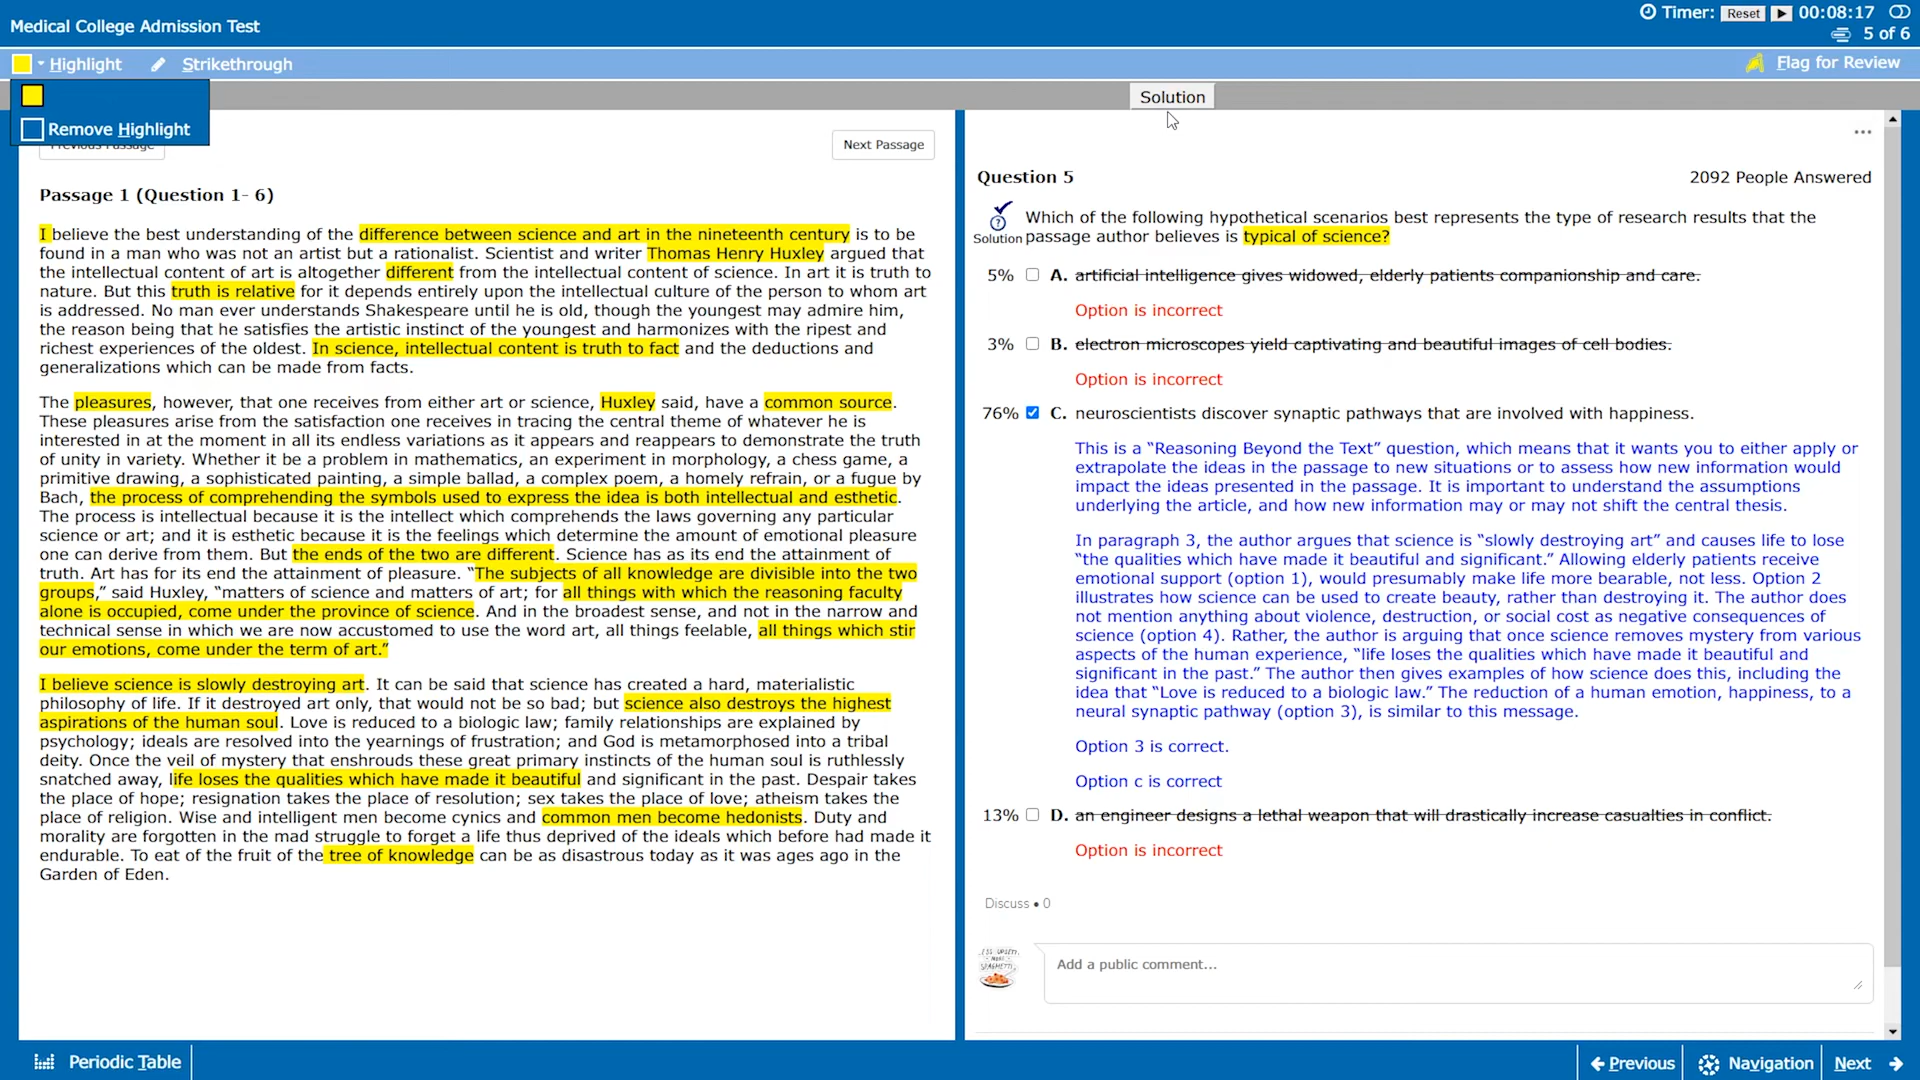 Medical College Admission Test
Timer: Reset 00:08:17
5 of 6
Highlight Strikethrough
Flag for Review
Remove Highlight
Solution
Next Passage
Passage 1 (Question 1- 6)
I believe the best understanding of the difference between science and art in the nineteenth century is to be
found in a man who was not an artist but a rationalist. Scientist and writer Thomas Henry Huxley argued that
the intellectual content of art is altogether different from the intellectual content of science. In art it is truth to
nature. But this truth is relative for it depends entirely upon the intellectual culture of the person to whom art
is addressed. No man ever understands Shakespeare until he is old, though the youngest may admire him,
the reason being that he satisfies the artistic instinct of the youngest and harmonizes with the ripest and
richest experiences of the oldest. In science, intellectual content is truth to fact and the deductions and
generalizations which can be made from facts.
The pleasures, however, that one receives from either art or science, Huxley said, have a common source.
These pleasures arise from the satisfaction one receives in tracing the central theme of whatever he is
interested in at the moment in all its endless variations as it appears and reappears to demonstrate the truth
of unity in variety. Whether it be a problem in mathematics, an experiment in morphology, a chess game, a
primitive drawing, a sophisticated painting, a simple ballad, a complex poem, a homely refrain, or a fugue by
Bach, the process of comprehending the symbols used to express the idea is both intellectual and esthetic.
The process is intellectual because it is the intellect which comprehends the laws governing any particular
science or art; and it is esthetic because it is the feelings which determine the amount of emotional pleasure
one can derive from them. But the ends of the two are different. Science has as its end the attainment of
truth. Art has for its end the attainment of pleasure. “The subjects of all knowledge are divisible into the two
groups,” said Huxley, “matters of science and matters of art; for all things with which the reasoning faculty
alone is occupied, come under the province of science. And in the broadest sense, and not in the narrow and
technical sense in which we are now accustomed to use the word art, all things feelable, all things which stir
our emotions, come under the term of art.”
I believe science is slowly destroying art. It can be said that science has created a hard, materialistic
philosophy of life. If it destroyed art only, that would not be so bad; but science also destroys the highest
aspirations of the human soul. Love is reduced to a biologic law; family relationships are explained by
psychology; ideals are resolved into the yearnings of frustration; and God is metamorphosed into a tribal
deity. Once the veil of mystery that enshrouds these great primary instincts of the human soul is ruthlessly
snatched away, life loses the qualities which have made it beautiful and significant in the past. Despair takes
the place of hope; resignation takes the place of resolution; sex takes the place of love; atheism takes the
place of religion. Wise and intelligent men become cynics and common men become hedonists. Duty and
morality are forgotten in the mad struggle to forget a life thus deprived of the ideals which before had made it
endurable. To eat of the fruit of the tree of knowledge can be as disastrous today as it was ages ago in the
Garden of Eden.
Question 5
2092 People Answered
Solution
Which of the following hypothetical scenarios best represents the type of research results that the
passage author believes is typical of science?
5% A. artificial intelligence gives widowed, elderly patients companionship and care.
Option is incorrect
3% B. electron microscopes yield captivating and beautiful images of cell bodies.
Option is incorrect
76% C. neuroscientists discover synaptic pathways that are involved with happiness.
This is a “Reasoning Beyond the Text” question, which means that it wants you to either apply or
extrapolate the ideas in the passage to new situations or to assess how new information would
impact the ideas presented in the passage. It is important to understand the assumptions
underlying the article, and how new information may or may not shift the central thesis.
In paragraph 3, the author argues that science is “slowly destroying art” and causes life to lose
“the qualities which have made it beautiful and significant.” Allowing elderly patients receive
emotional support (option 1), would presumably make life more bearable, not less. Option 2
illustrates how science can be used to create beauty, rather than destroying it. The author does
not mention anything about violence, destruction, or social cost as negative consequences of
science (option 4). Rather, the author is arguing that once science removes mystery from various
aspects of the human experience, “life loses the qualities which have made it beautiful and
significant in the past.” The author then gives examples of how science does this, including the
idea that “Love is reduced to a biologic law.” The reduction of a human emotion, happiness, to a
neural synaptic pathway (option 3), is similar to this message.
Option 3 is correct.
Option c is correct
13% D. an engineer designs a lethal weapon that will drastically increase casualties in conflict.
Option is incorrect
Discuss • 0
Add a public comment...
Periodic Table
Previous Navigation Next